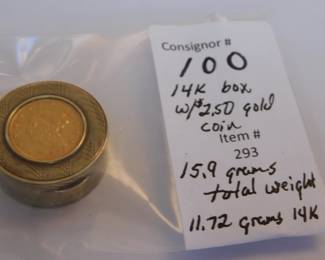 Consignor #
100
14K box
w/$2.50 gold
coin
Item #
293
15.9 grams
total weight
11.72 grams 14K